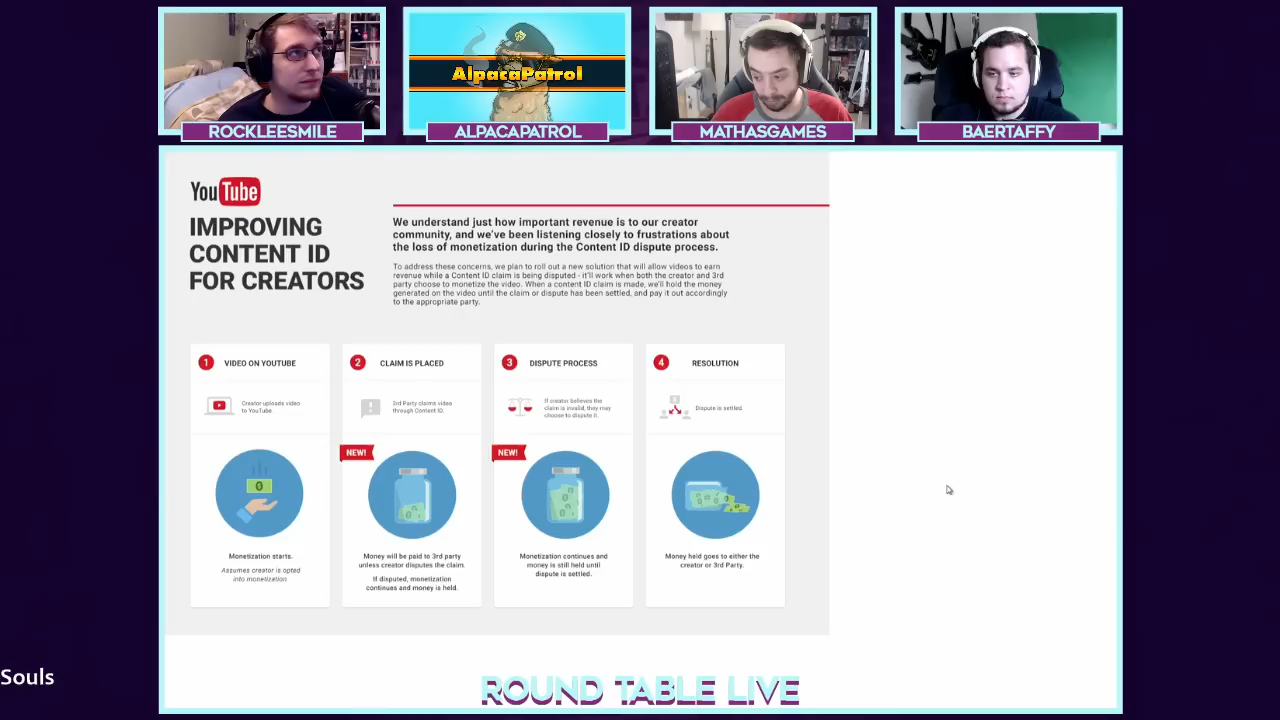 AlpacaPatrol
ROCKLEESMILE
ALPACAPATROL
MATHASGAMES
BAERTAFFY
YouTube
IMPROVING
CONTENT ID
FOR CREATORS
We understand just how important revenue is to our creator
community, and we've been listening closely to frustrations about
the loss of monetization during the Content ID dispute process.
To address these concerns, we plan to roll out a new solution that will allow videos to earn
revenue while a Content ID claim is being disputed - it'll work when both the creator and 3rd
party choose to monetize the video. When a content ID claim is made, we'll hold the money
generated on the video until the claim or dispute has been settled, and pay it out accordingly
to the appropriate party.
1 VIDEO ON YOUTUBE
Creator uploads video
to YouTube.
Monetization starts.
Assumes creator is opted
into monetization
2 CLAIM IS PLACED
3rd Party claims video
through Content ID.
NEW!
Money will be paid to 3rd party
unless creator disputes the claim.
If disputed, monetization
continues and money is held.
3 DISPUTE PROCESS
If creator believes the
claim is invalid, they may
choose to dispute it.
NEW!
Monetization continues and
money is still held until
dispute is settled.
4 RESOLUTION
Dispute is settled.
Money held goes to either the
creator or 3rd Party.
Souls
ROUND TABLE LIVE